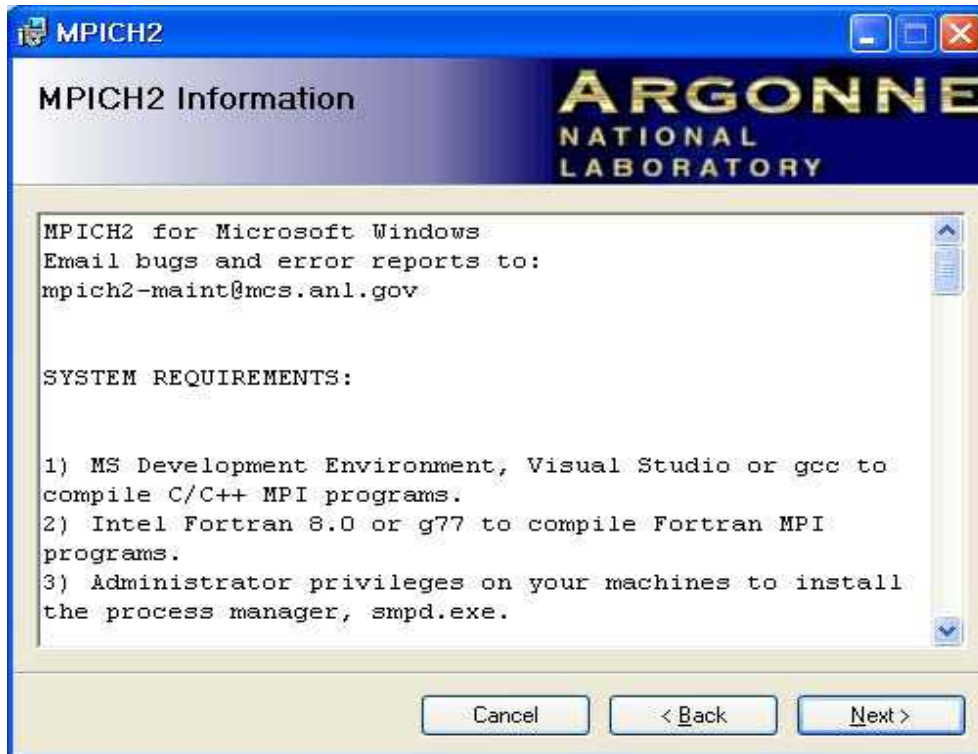 MPICH2
MPICH2 Information
ARGONNE
NATIONAL
LABORATORY
MPICH2 for Microsoft Windows
Email bugs and error reports to:
mpich2-maint@mcs.anl.gov
SYSTEM REQUIREMENTS:
1) MS Development Environment, Visual Studio or gcc to
compile C/C++ MPI programs.
2) Intel Fortran 8.0 or g77 to compile Fortran MPI
programs.
3) Administrator privileges on your machines to install
the process manager, smpd.exe.
Cancel
< Back
Next >